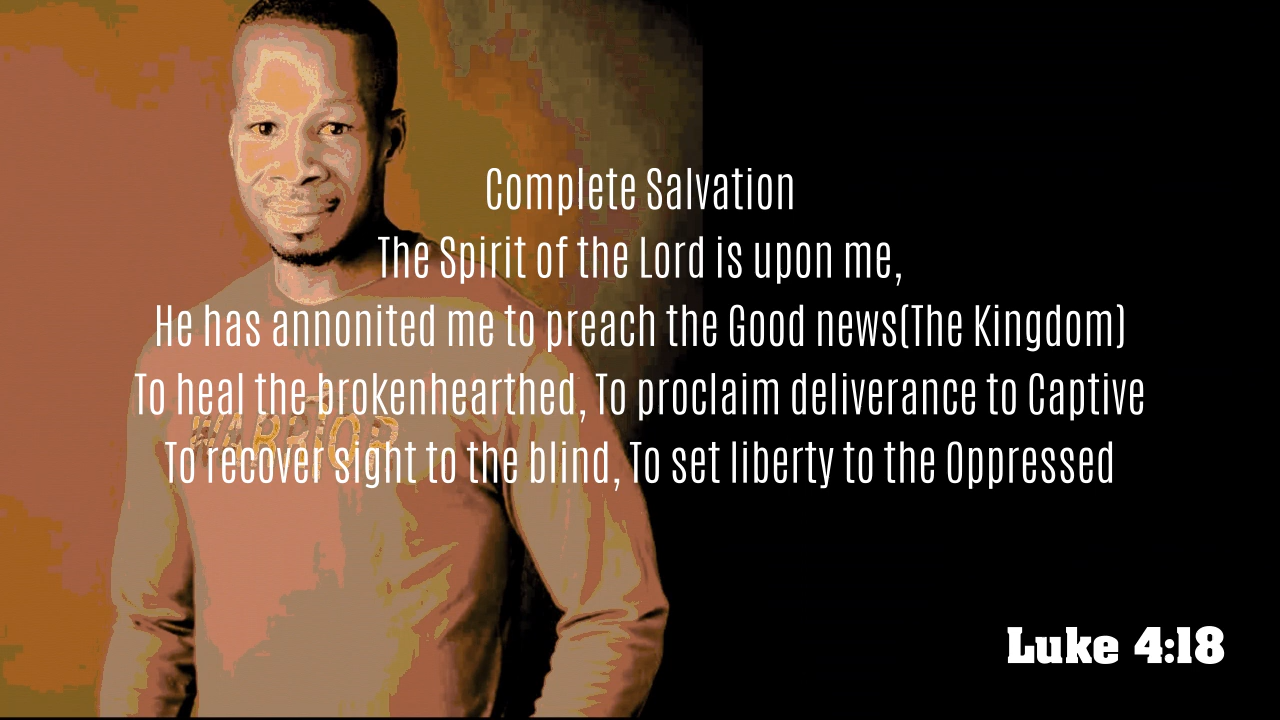 Complete Salvation
The Spirit of the Lord is upon me,
He has annonited me to preach the Good news(The Kingdom)
To heal the brokenhearthed, To proclaim deliverance to Captive
WARRIOR
To recover sight to the blind, To set liberty to the Oppressed
Luke 4:18